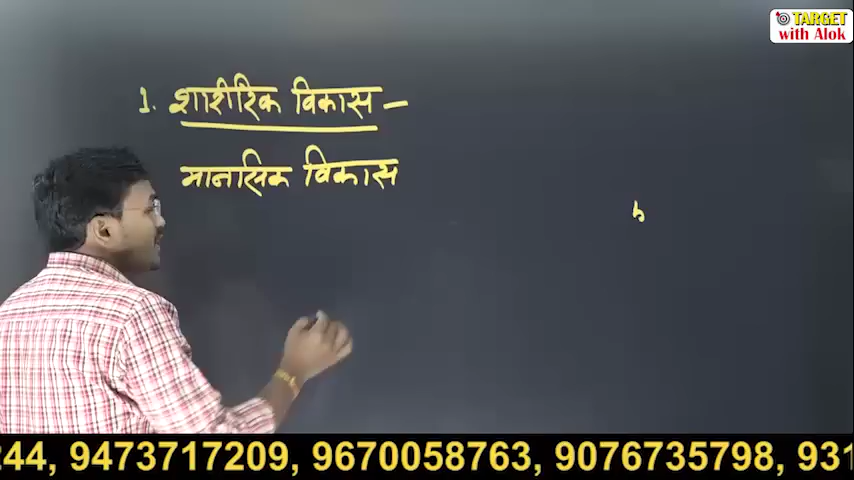 TARGET
with Alok
1. शारीरिक विकास –
मानसिक विकास
244, 9473717209, 9670058763, 9076735798, 931